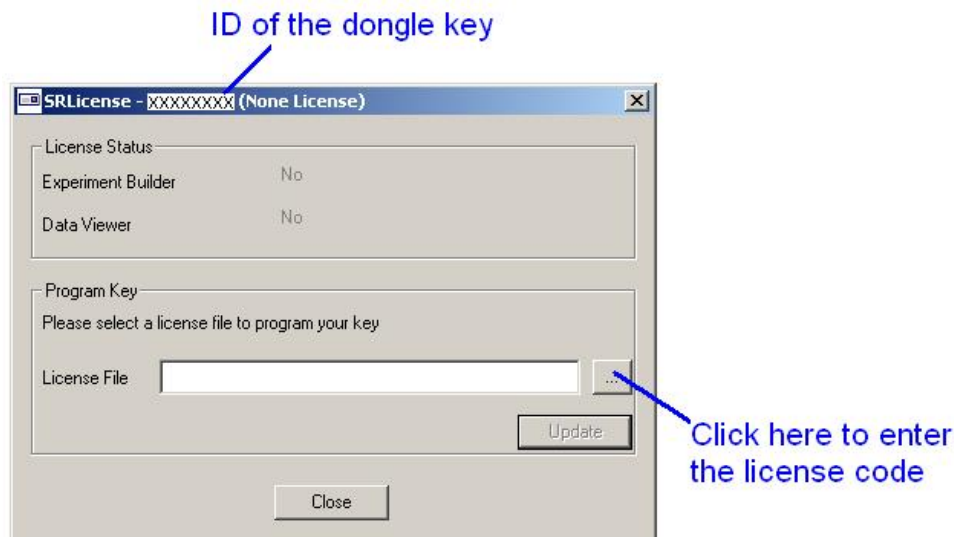 ID of the dongle key
SRLicense - XXXXXXXX (None License)
License Status
Experiment Builder No
Data Viewer No
Program Key
Please select a license file to program your key
License File ...
Update
Click here to enter
the license code
Close